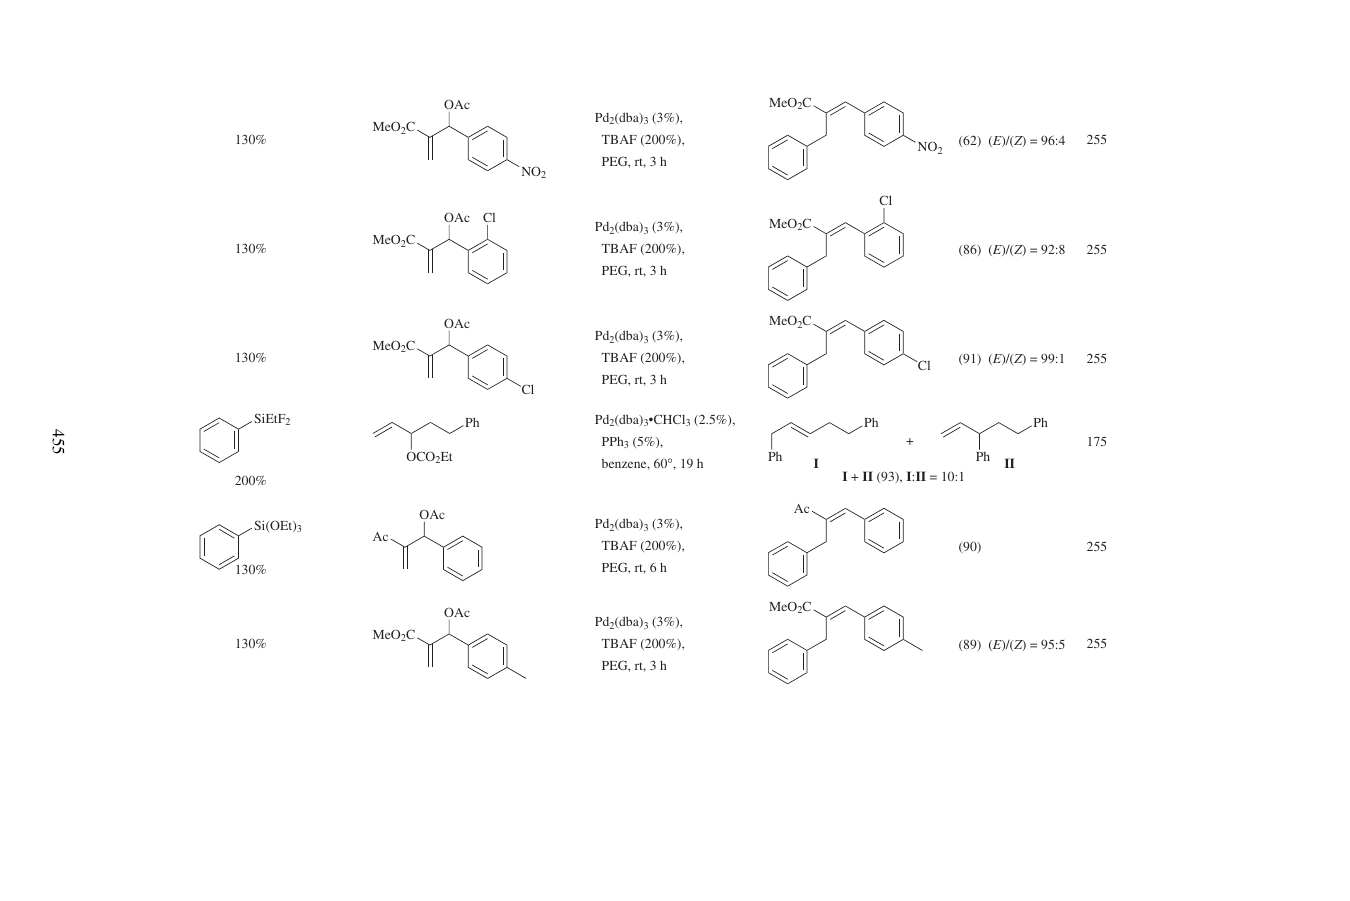 130%
OAc
MeO₂C
NO₂
Pd₂(dba)₃ (3%),
TBAF (200%),
PEG, rt, 3 h
MeO₂C
NO₂
(62) (E)/(Z) = 96:4
255
130%
OAc Cl
MeO₂C
Pd₂(dba)₃ (3%),
TBAF (200%),
PEG, rt, 3 h
Cl
MeO₂C
(86) (E)/(Z) = 92:8
255
130%
OAc
MeO₂C
Cl
Pd₂(dba)₃ (3%),
TBAF (200%),
PEG, rt, 3 h
MeO₂C
Cl
(91) (E)/(Z) = 99:1
255
455
SiEtF₂
200%
Ph
OCO₂Et
Pd₂(dba)₃•CHCl₃ (2.5%),
PPh₃ (5%),
benzene, 60°, 19 h
Ph
Ph
I
+
Ph
Ph
II
I + II (93), I:II = 10:1
175
Si(OEt)₃
130%
OAc
Ac
Pd₂(dba)₃ (3%),
TBAF (200%),
PEG, rt, 6 h
Ac
(90)
255
130%
OAc
MeO₂C
Pd₂(dba)₃ (3%),
TBAF (200%),
PEG, rt, 3 h
MeO₂C
(89) (E)/(Z) = 95:5
255